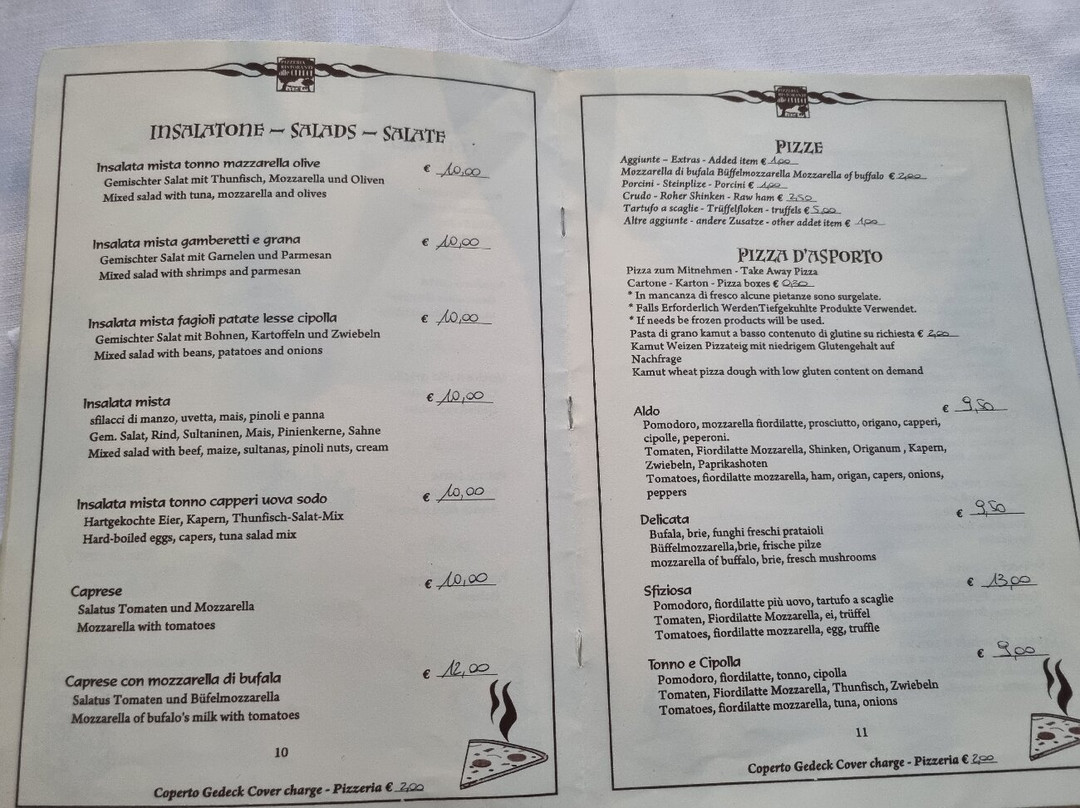 PIZZERIA
RISTORANTE
INSALATONE – SALADS – SALATE
Insalata mista tonno mazzarella olive € 10,00
Gemischter Salat mit Thunfisch, Mozzarella und Oliven
Mixed salad with tuna, mozzarella and olives
Insalata mista gamberetti e grana € 10,00
Gemischter Salat mit Garnelen und Parmesan
Mixed salad with shrimps and parmesan
Insalata mista fagioli patate lesse cipolla € 10,00
Gemischter Salat mit Bohnen, Kartoffeln und Zwiebeln
Mixed salad with beans, patatoes and onions
Insalata mista € 10,00
sfilacci di manzo, uvetta, mais, pinoli e panna
Gem. Salat, Rind, Sultaninen, Mais, Pinienkerne, Sahne
Mixed salad with beef, maize, sultanas, pinoli nuts, cream
Insalata mista tonno capperi uova sodo € 10,00
Hartgekochte Eier, Kapern, Thunfisch-Salat-Mix
Hard-boiled eggs, capers, tuna salad mix
Caprese € 10,00
Salatus Tomaten und Mozzarella
Mozzarella with tomatoes
Caprese con mozzarella di bufala € 12,00
Salatus Tomaten und Büfelmozzarella
Mozzarella of bufalo's milk with tomatoes
10
Coperto Gedeck Cover charge - Pizzeria € 2,00
PIZZERIA
RISTORANTE
PIZZE
Aggiunte – Extras - Added item € 1,00
Mozzarella di bufala Büffelmozzarella Mozzarella of buffalo € 2,00
Porcini - Steinplize - Porcini € 1,00
Crudo - Roher Shinken - Raw ham € 2,50
Tartufo a scaglie - Trüffelfloken - truffels € 5,00
Altre aggiunte - andere Zusatze - other addet item € 1,00
PIZZA D'ASPORTO
Pizza zum Mitnehmen - Take Away Pizza
Cartone - Karton - Pizza boxes € 0,30
* In mancanza di fresco alcune pietanze sono surgelate.
* Falls Erforderlich WerdenTiefgekuhlte Produkte Verwendet.
* If needs be frozen products will be used.
Pasta di grano kamut a basso contenuto di glutine su richiesta € 2,00
Kamut Weizen Pizzateig mit niedrigem Glutengehalt auf
Nachfrage
Kamut wheat pizza dough with low gluten content on demand
Aldo € 9,50
Pomodoro, mozzarella fiordilatte, prosciutto, origano, capperi,
cipolle, peperoni.
Tomaten, Fiordilatte Mozzarella, Shinken, Origanum , Kapern,
Zwiebeln, Paprikashoten
Tomatoes, fiordilatte mozzarella, ham, origan, capers, onions,
peppers
Delicata € 9,50
Bufala, brie, funghi freschi prataioli
Büffelmozzarella,brie, frische pilze
mozzarella of buffalo, brie, fresch mushrooms
Sfiziosa € 13,00
Pomodoro, fiordilatte più uovo, tartufo a scaglie
Tomaten, Fiordilatte Mozzarella, ei, trüffel
Tomatoes, fiordilatte mozzarella, egg, truffle
Tonno e Cipolla € 9,00
Pomodoro, fiordilatte, tonno, cipolla
Tomaten, Fiordilatte Mozzarella, Thunfisch, Zwiebeln
Tomatoes, fiordilatte mozzarella, tuna, onions
11
Coperto Gedeck Cover charge - Pizzeria € 2,00